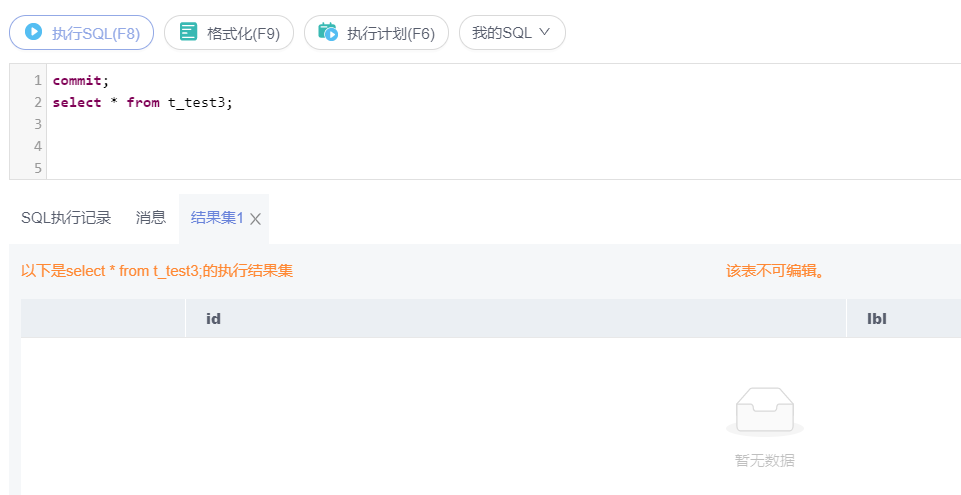 执行SQL(F8) 格式化(F9) 执行计划(F6) 我的SQL
1 commit;
2 select * from t_test3;
3
4
5
SQL执行记录 消息 结果集1
以下是select * from t_test3;的执行结果集 该表不可编辑。
id lbl
暂无数据